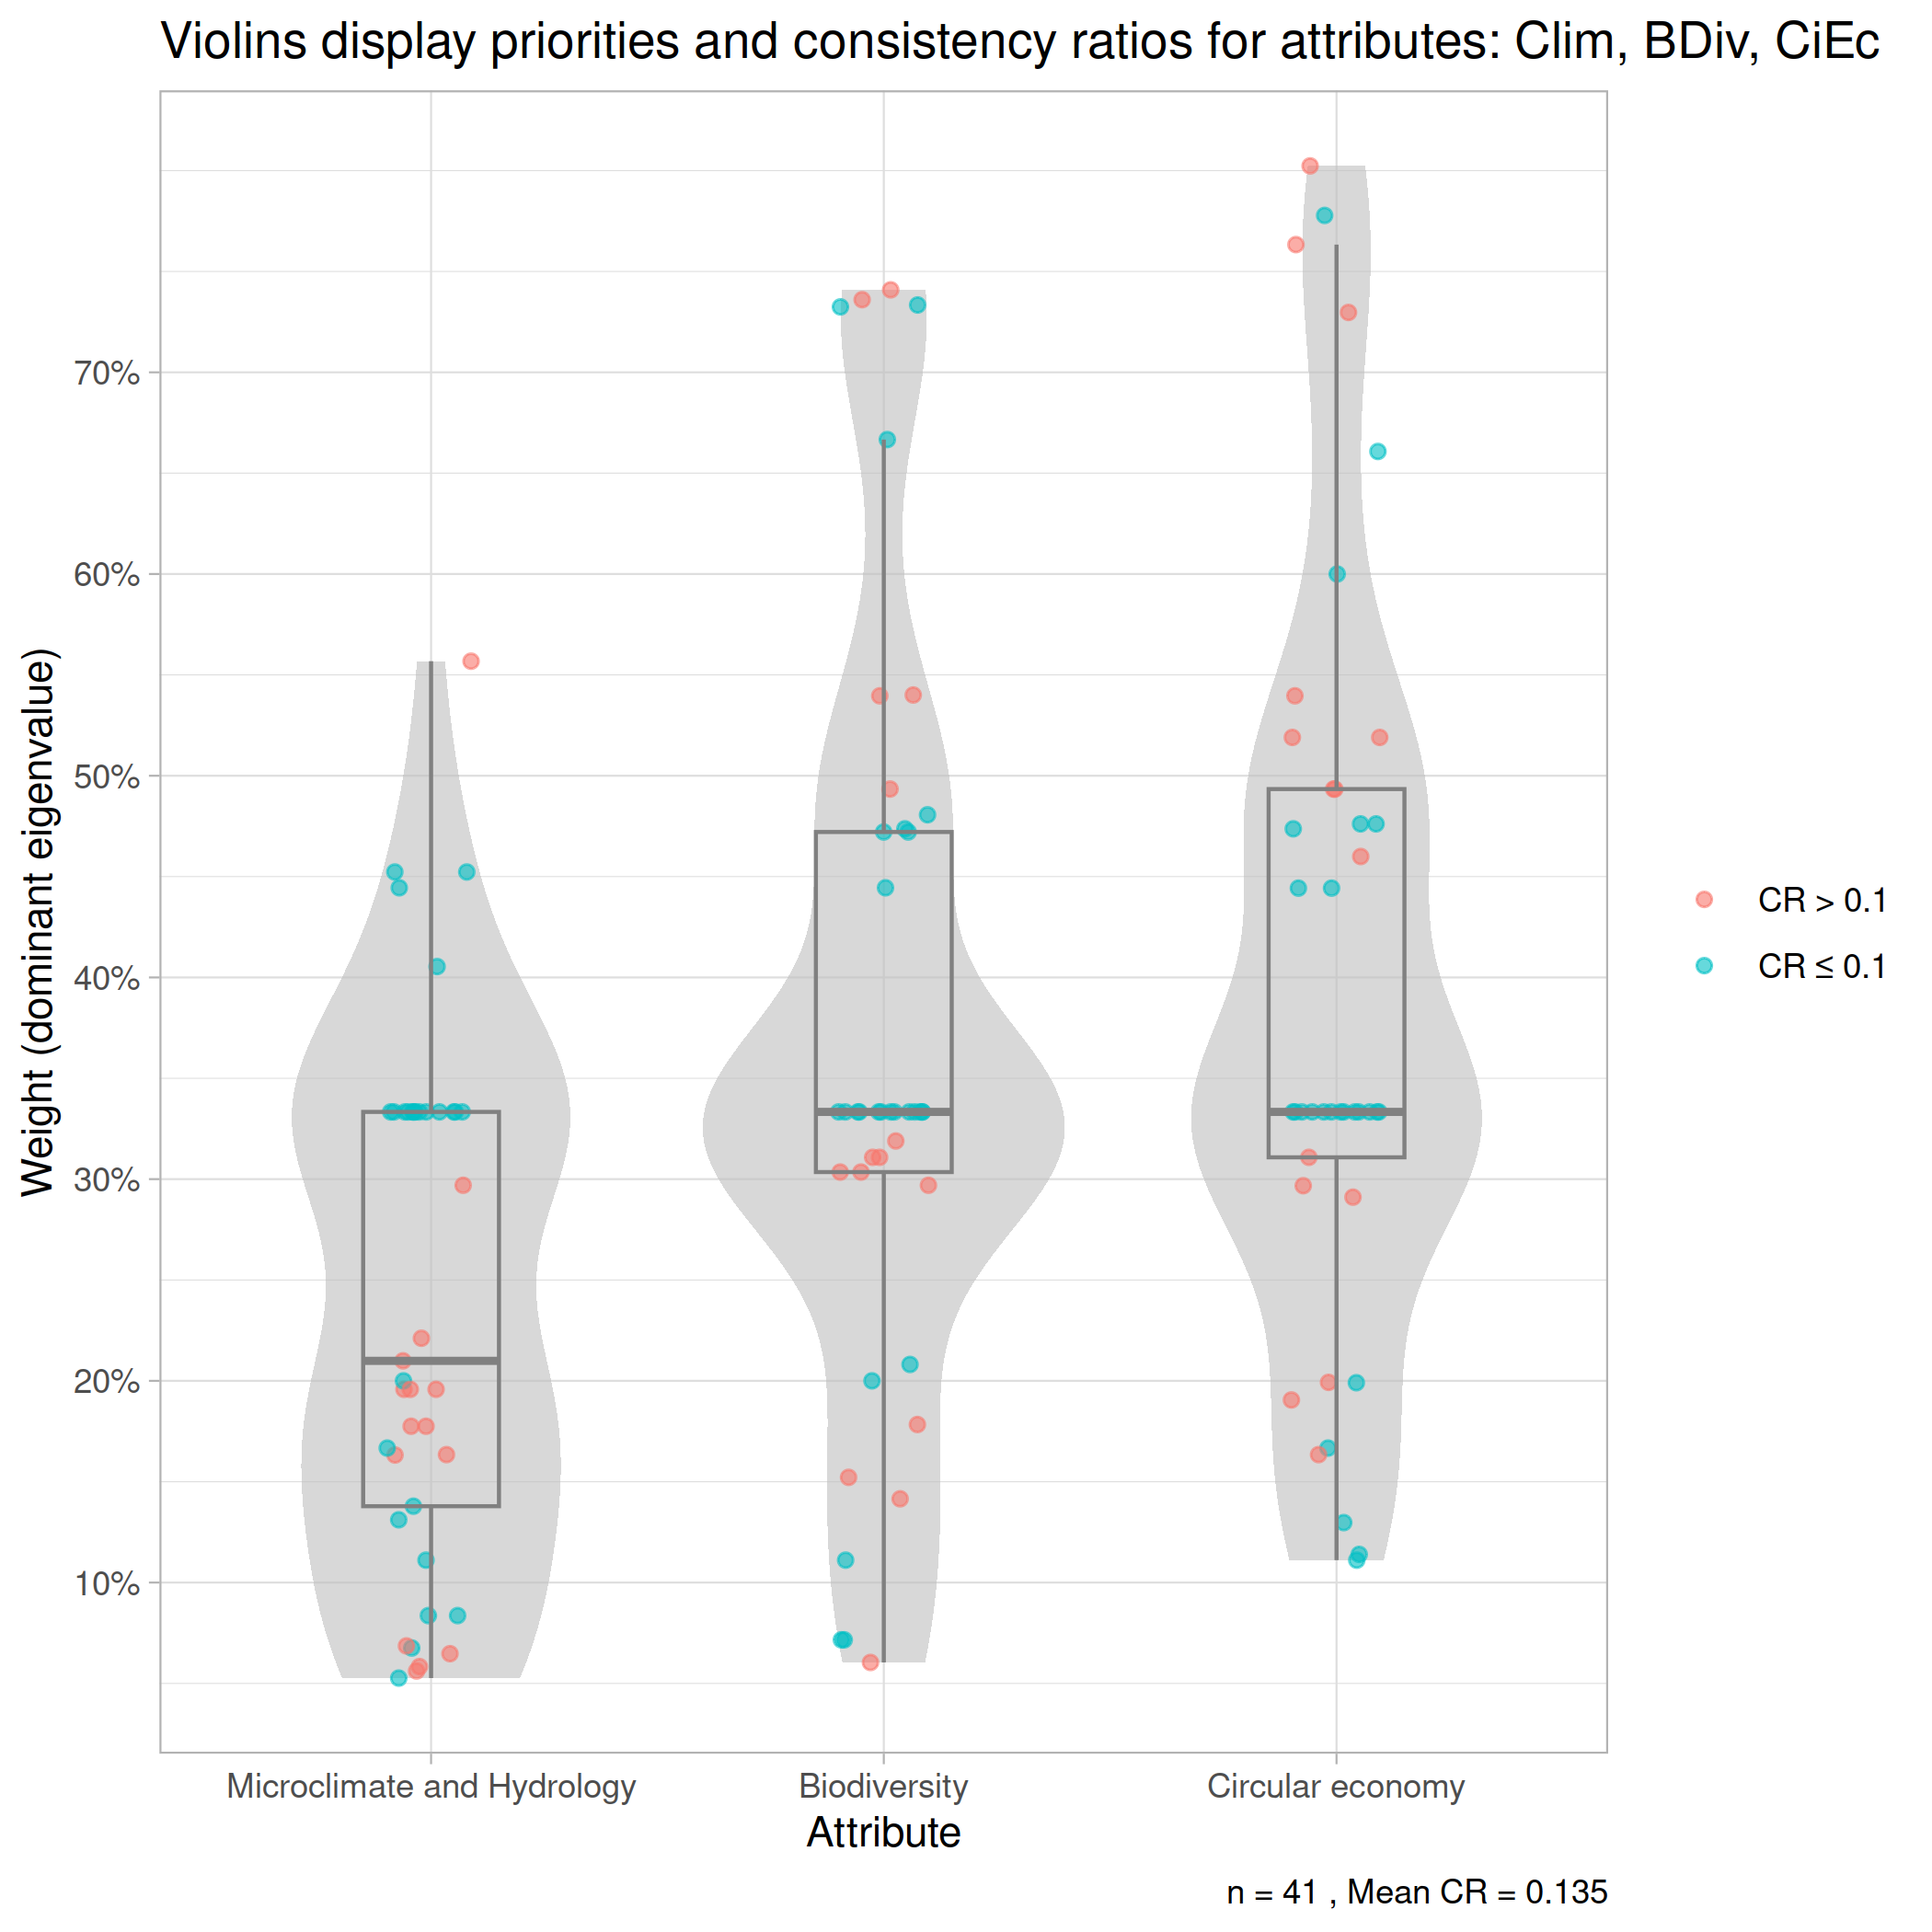 Violins display priorities and consistency ratios for attributes: Clim, BDiv, CiEc
Weight (dominant eigenvalue)
70%
60%
50%
40%
30%
20%
10%
CR > 0.1
CR ≤ 0.1
Microclimate and Hydrology
Biodiversity
Circular economy
Attribute
n = 41 , Mean CR = 0.135